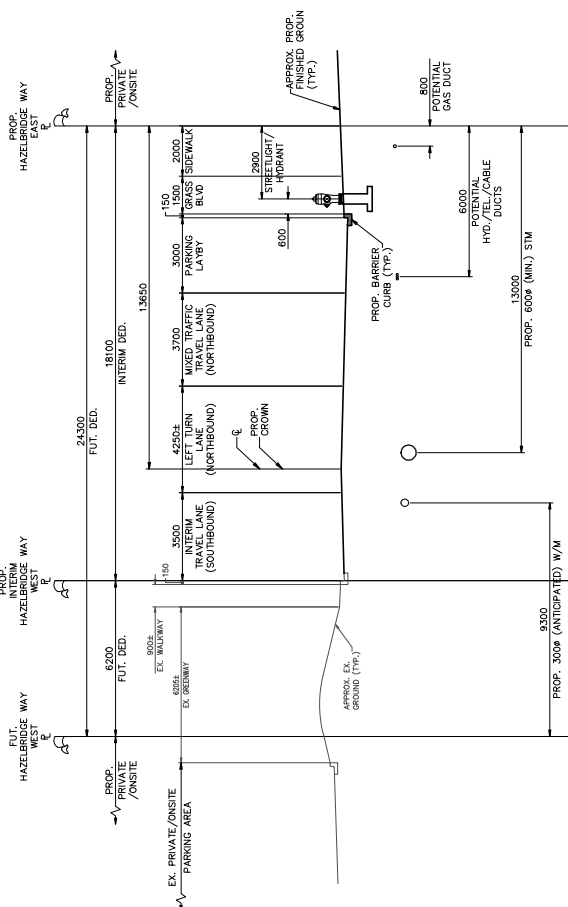 FUT.
HAZELBRIDGE WAY
WEST
PROP.
INTERIM
HAZELBRIDGE WAY
WEST
PROP.
HAZELBRIDGE WAY
EAST
24300
FUT. DED.
6200
FUT. DED.
18100
INTERIM DED.
PROP.
PRIVATE
/ONSITE
PROP.
PRIVATE
/ONSITE
13650
EX. PRIVATE/ONSITE
PARKING AREA
6205±
EX. GREENWAY
900±
EX. WALKWAY
150
3500
INTERIM
TRAVEL LANE
(SOUTHBOUND)
4250±
LEFT TURN
LANE
(NORTHBOUND)
3700
MIXED TRAFFIC
TRAVEL LANE
(NORTHBOUND)
3000
PARKING
LAYBY
150
1500
GRASS
BLVD
2000
SIDEWALK
2900
STREETLIGHT/
HYDRANT
600
PROP.
CROWN
APPROX. PROP.
FINISHED GROUN
(TYP.)
APPROX. EX.
GROUND (TYP.)
PROP. BARRIER
CURB (TYP.)
800
POTENTIAL
GAS DUCT
6000
POTENTIAL
HYD./TEL./CABLE
DUCTS
13000
PROP. 600ø (MIN.) STM
9300
PROP. 300ø (ANTICIPATED) W/M